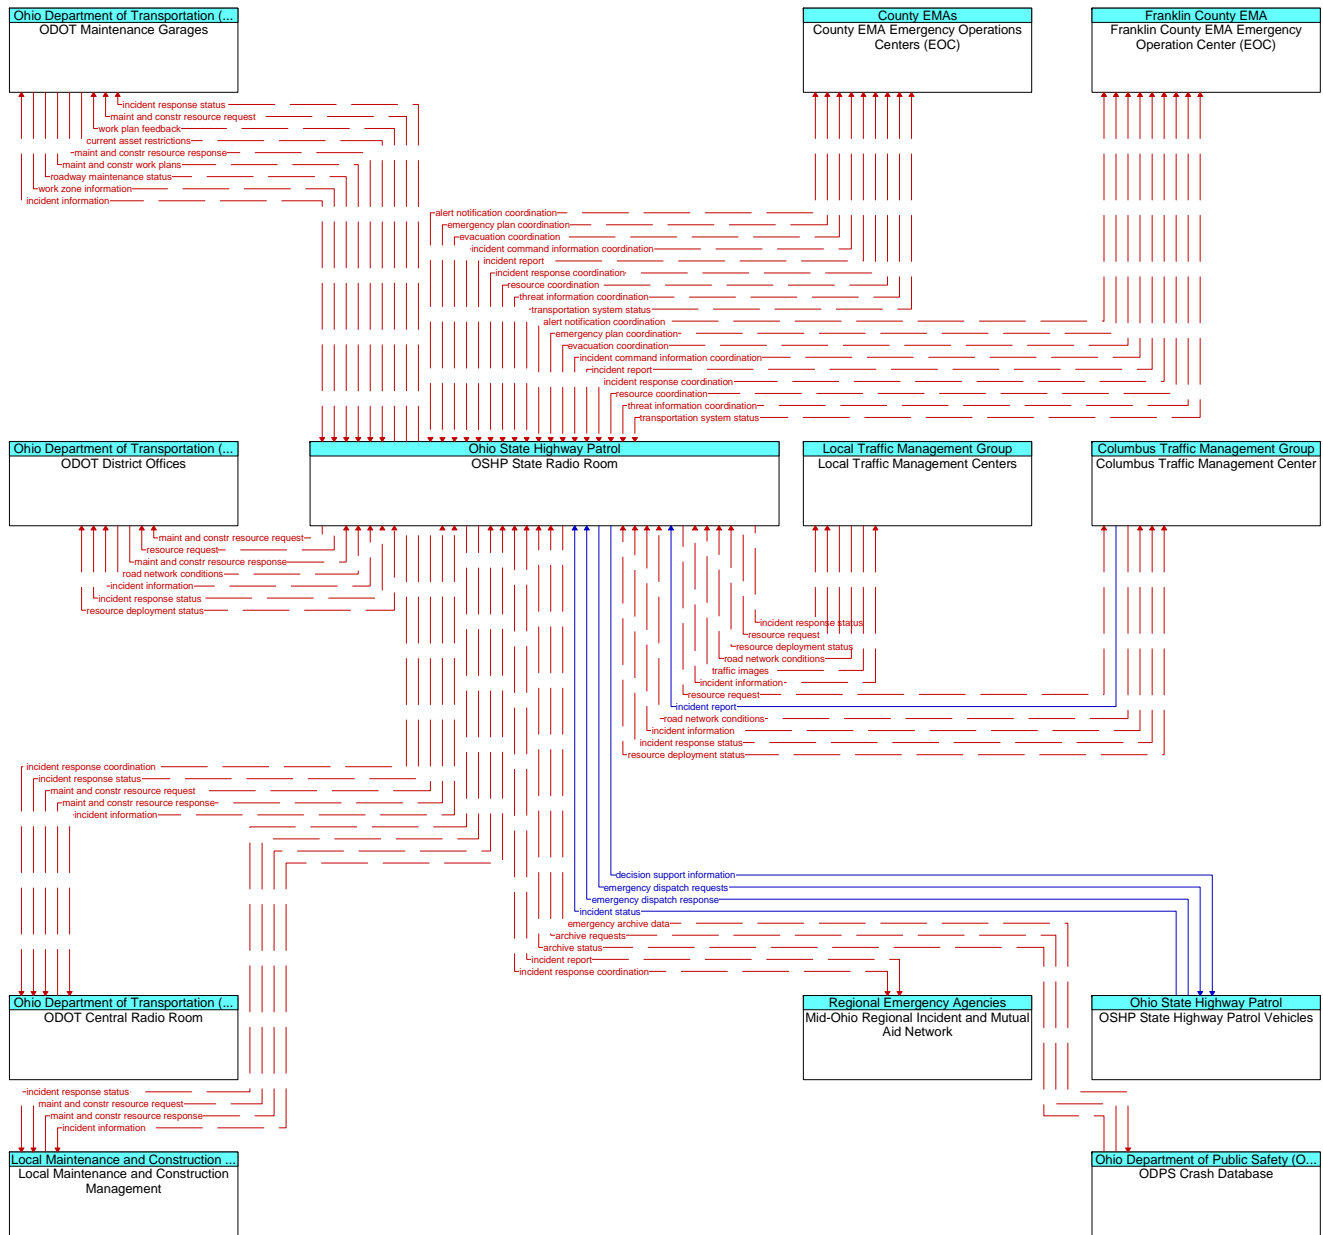 Ohio Department of Transportation (...
ODOT Maintenance Garages
County EMAs
County EMA Emergency Operations
Centers (EOC)
Franklin County EMA
Franklin County EMA Emergency
Operation Center (EOC)
incident response status
maint and constr resource request
work plan feedback
current asset restrictions
maint and constr resource response
maint and constr work plans
roadway maintenance status
work zone information
incident information
alert notification coordination
emergency plan coordination
evacuation coordination
incident command information coordination
incident report
incident response coordination
resource coordination
threat information coordination
transportation system status
alert notification coordination
emergency plan coordination
evacuation coordination
incident command information coordination
incident report
incident response coordination
resource coordination
threat information coordination
transportation system status
Ohio Department of Transportation (...
ODOT District Offices
Ohio State Highway Patrol
OSHP State Radio Room
Local Traffic Management Group
Local Traffic Management Centers
Columbus Traffic Management Group
Columbus Traffic Management Center
maint and constr resource request
resource request
maint and constr resource response
road network conditions
incident information
incident response status
resource deployment status
incident response status
resource request
resource deployment status
road network conditions
traffic images
incident information
resource request
incident report
road network conditions
incident information
incident response status
resource deployment status
incident response coordination
incident response status
maint and constr resource request
maint and constr resource response
incident information
decision support information
emergency dispatch requests
emergency dispatch response
incident status
emergency archive data
archive requests
archive status
incident report
incident response coordination
Ohio Department of Transportation (...
ODOT Central Radio Room
Regional Emergency Agencies
Mid-Ohio Regional Incident and Mutual
Aid Network
Ohio State Highway Patrol
OSHP State Highway Patrol Vehicles
incident response status
maint and constr resource request
maint and constr resource response
incident information
Local Maintenance and Construction ...
Local Maintenance and Construction
Management
Ohio Department of Public Safety (O...
ODPS Crash Database